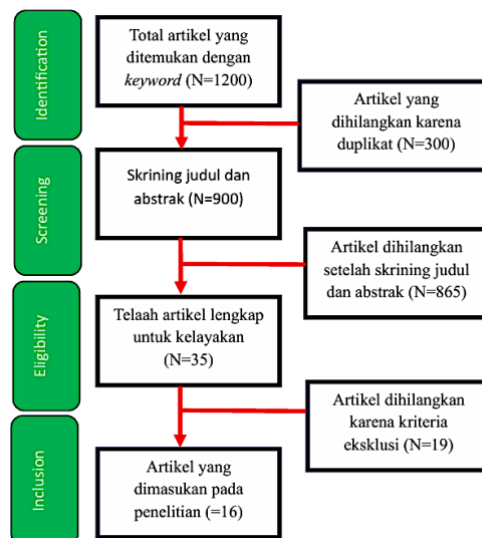 Identification
Total artikel yang
ditemukan dengan
keyword (N=1200)
Artikel yang
dihilangkan karena
duplikat (N=300)
Screening
Skrining judul dan
abstrak (N=900)
Artikel dihilangkan
setelah skrining judul
dan abstrak (N=865)
Eligibility
Telaah artikel lengkap
untuk kelayakan
(N=35)
Artikel dihilangkan
karena kriteria
eksklusi (N=19)
Inclusion
Artikel yang
dimasukan pada
penelitian (=16)